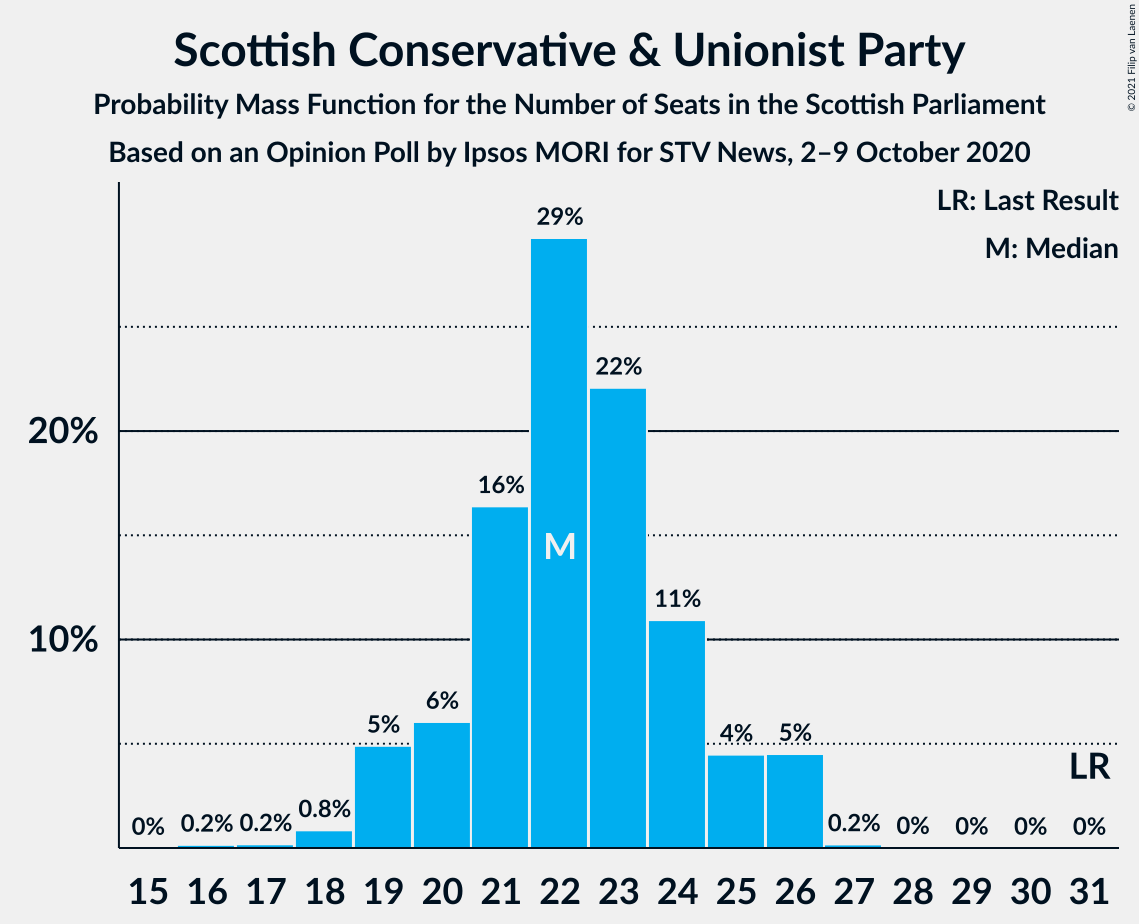 Scottish Conservative & Unionist Party
Probability Mass Function for the Number of Seats in the Scottish Parliament
Based on an Opinion Poll by Ipsos MORI for STV News, 2–9 October 2020
© 2021 Filip van Laenen
LR: Last Result
M: Median
29%
22%
20%
16%
M
11%
10%
6%
5%
4%
5%
LR
0%
0.2%
0.2%
0.8%
0.2%
0%
0%
0%
0%
15 16 17 18 19 20 21 22 23 24 25 26 27 28 29 30 31